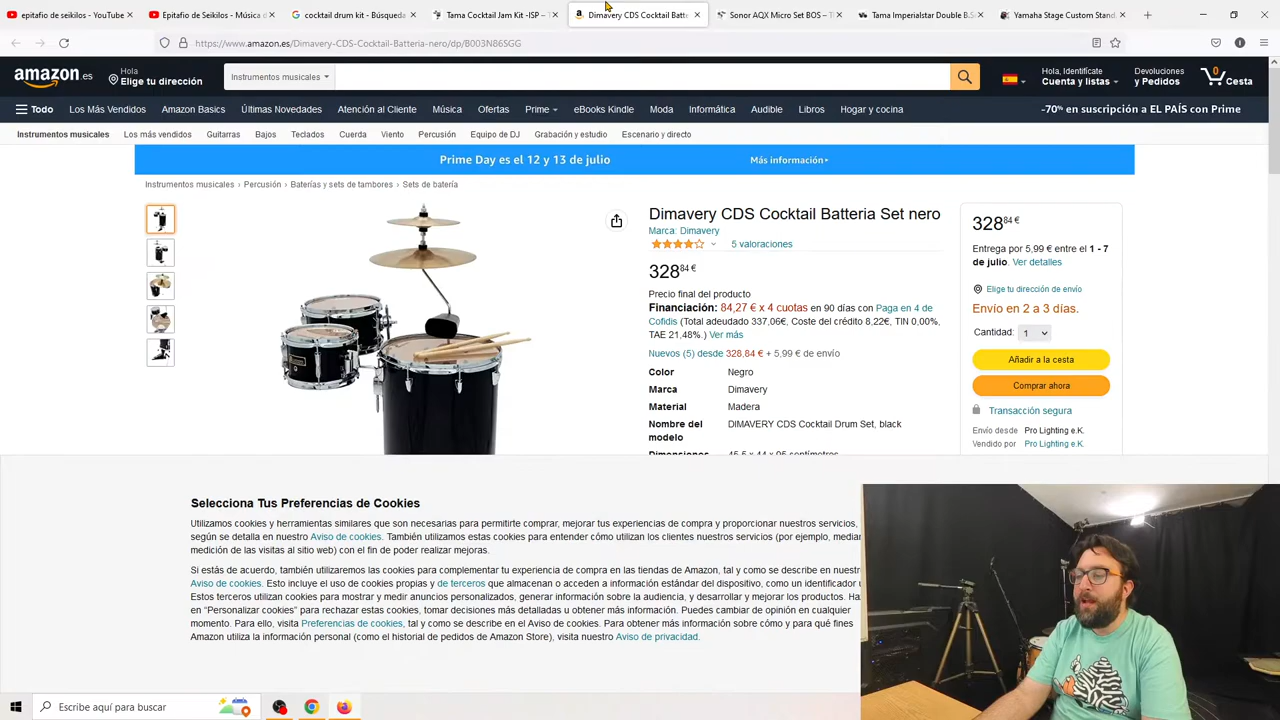 epitafio de seikilos - YouTube
Epitafio de Seikilos - Música d
cocktail drum kit - Búsqueda
Tama Cocktail Jam Kit -ISP –
Dimavery CDS Cocktail Batte
Sonor AQX Micro Set BOS –
Tama Imperialstar Double B.S
Yamaha Stage Custom Stand
https://www.amazon.es/Dimavery-CDS-Cocktail-Batteria-nero/dp/B003N86SGG
amazon.es
Hola
Elige tu dirección
Instrumentos musicales
Hola, Identifícate
Cuenta y listas
Devoluciones
y Pedidos
0
Cesta
Todo
Los Más Vendidos
Amazon Basics
Últimas Novedades
Atención al Cliente
Música
Ofertas
Prime
eBooks Kindle
Moda
Informática
Audible
Libros
Hogar y cocina
-70% en suscripción a EL PAÍS con Prime
Instrumentos musicales
Los más vendidos
Guitarras
Bajos
Teclados
Cuerda
Viento
Percusión
Equipo de DJ
Grabación y estudio
Escenario y directo
Prime Day es el 12 y 13 de julio
Más información
Instrumentos musicales › Percusión › Baterías y sets de tambores › Sets de batería
Dimavery CDS Cocktail Batteria Set nero
Marca: Dimavery
5 valoraciones
328 84 €
Precio final del producto
Financiación: 84,27 € x 4 cuotas en 90 días con Paga en 4 de
Cofidis (Total adeudado 337,06€, Coste del crédito 8,22€, TIN 0,00%,
TAE 21,48%.) Ver más
Nuevos (5) desde 328,84 € + 5,99 € de envío
Color Negro
Marca Dimavery
Material Madera
Nombre del DIMAVERY CDS Cocktail Drum Set, black
modelo
Dimensiones 45,5 x 44 x 95 centímetros
328 84 €
Entrega por 5,99 € entre el 1 - 7
de julio. Ver detalles
Elige tu dirección de envío
Envío en 2 a 3 días.
Cantidad: 1
Añadir a la cesta
Comprar ahora
Transacción segura
Envío desde Pro Lighting e.K.
Vendido por Pro Lighting e.K.
Selecciona Tus Preferencias de Cookies
Utilizamos cookies y herramientas similares que son necesarias para permitirte comprar, mejorar tus experiencias de compra y proporcionar nuestros servicios,
según se detalla en nuestro Aviso de cookies. También utilizamos estas cookies para entender cómo utilizan los clientes nuestros servicios (por ejemplo, mediar
medición de las visitas al sitio web) con el fin de poder realizar mejoras.
Si estás de acuerdo, también utilizaremos las cookies para complementar tu experiencia de compra en las tiendas de Amazon, tal y como se describe en nuestr
Aviso de cookies. Esto incluye el uso de cookies propias y de terceros que almacenan o acceden a información estándar del dispositivo, como un identificador
Estos terceros utilizan cookies para mostrar y medir anuncios personalizados, generar información sobre la audiencia, y desarrollar y mejorar los productos. Ha
en “Personalizar cookies” para rechazar estas cookies, tomar decisiones más detalladas u obtener más información. Puedes cambiar de opinión en cualquier
momento. Para ello, visita Preferencias de cookies, tal y como se describe en el Aviso de Cookies. Para obtener más información sobre cómo y para qué fines
Amazon utiliza la información personal (como el historial de pedidos de Amazon Store), visita nuestro Aviso de privacidad.
Escribe aquí para buscar